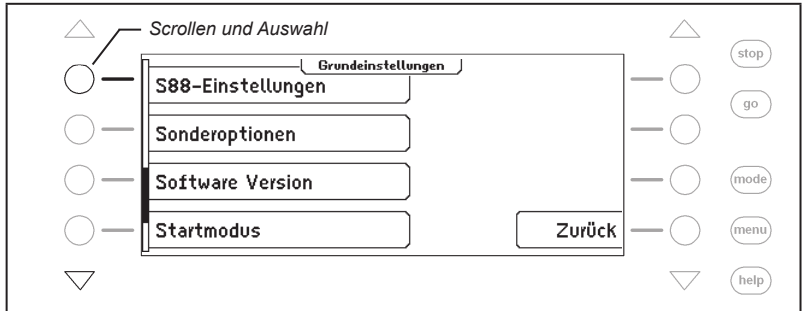 Scrollen und Auswahl
Grundeinstellungen
S88-Einstellungen
Sonderoptionen
Software Version
Startmodus
Zurück
stop
go
mode
menu
help